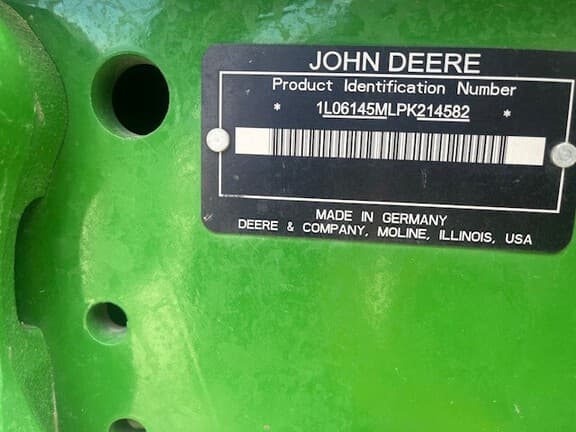 JOHN DEERE
Product Identification Number
* 1L06145MLPK214582 *
MADE IN GERMANY
DEERE & COMPANY, MOLINE, ILLINOIS, USA